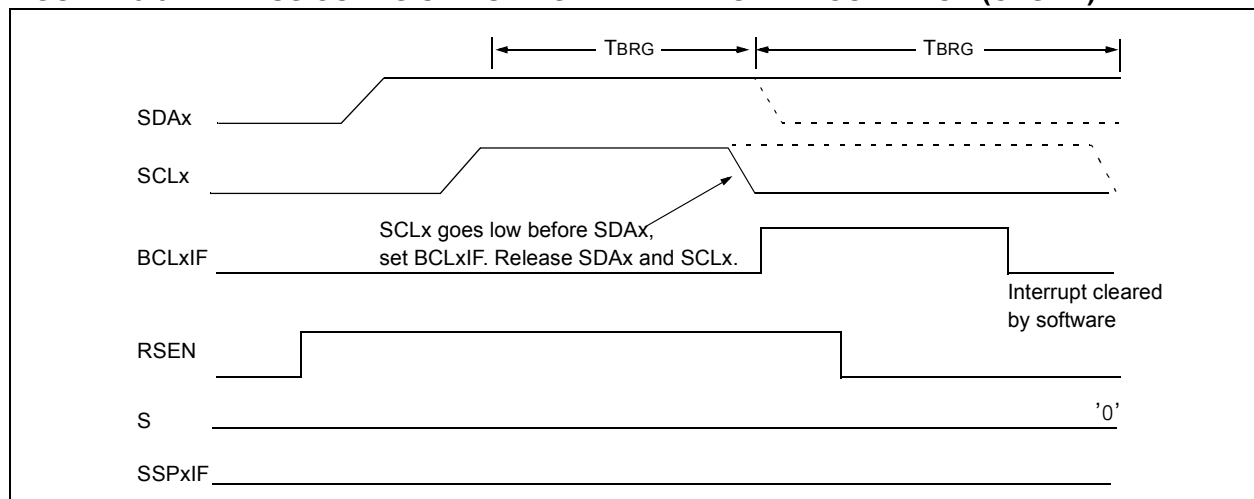 TBRG
TBRG
SDAx
SCLx
SCLx goes low before SDAx,
set BCLxIF. Release SDAx and SCLx.
BCLxIF
Interrupt cleared
by software
RSEN
S
'0'
SSPxIF